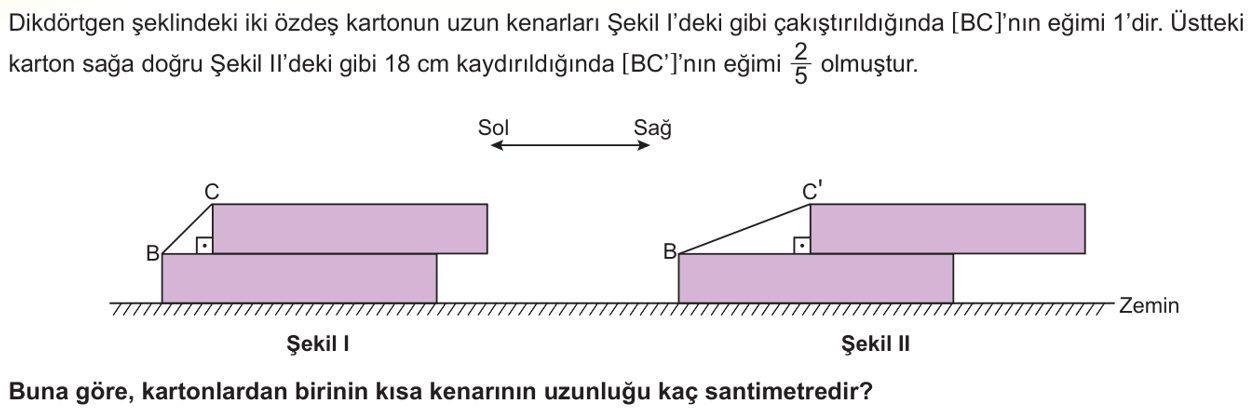 Dikdörtgen şeklindeki iki özdeş kartonun uzun kenarları Şekil I’deki gibi çakıştırıldığında [BC]’nın eğimi 1’dir. Üstteki
karton sağa doğru Şekil II’deki gibi 18 cm kaydırıldığında [BC’]’nın eğimi 2/5 olmuştur.
Sol Sağ
C C'
B B
Zemin
Şekil I Şekil II
Buna göre, kartonlardan birinin kısa kenarının uzunluğu kaç santimetredir?